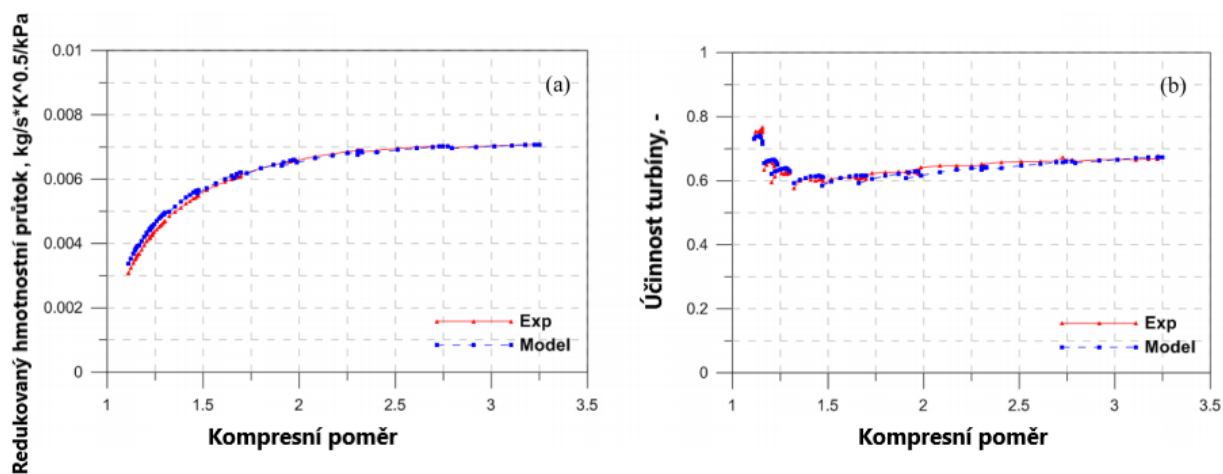 Redukovaný hmotnostní průtok , kg/s*K^0.5/kPa
0.01
0.008
0.006
0.004
0.002
0
1
1.5
2
2.5
3
3.5
Kompresní poměr
(a)
Exp
Model
Účinnost turbíny, -
1
0.8
0.6
0.4
0.2
0
1
1.5
2
2.5
3
3.5
Kompresní poměr
(b)
Exp
Model